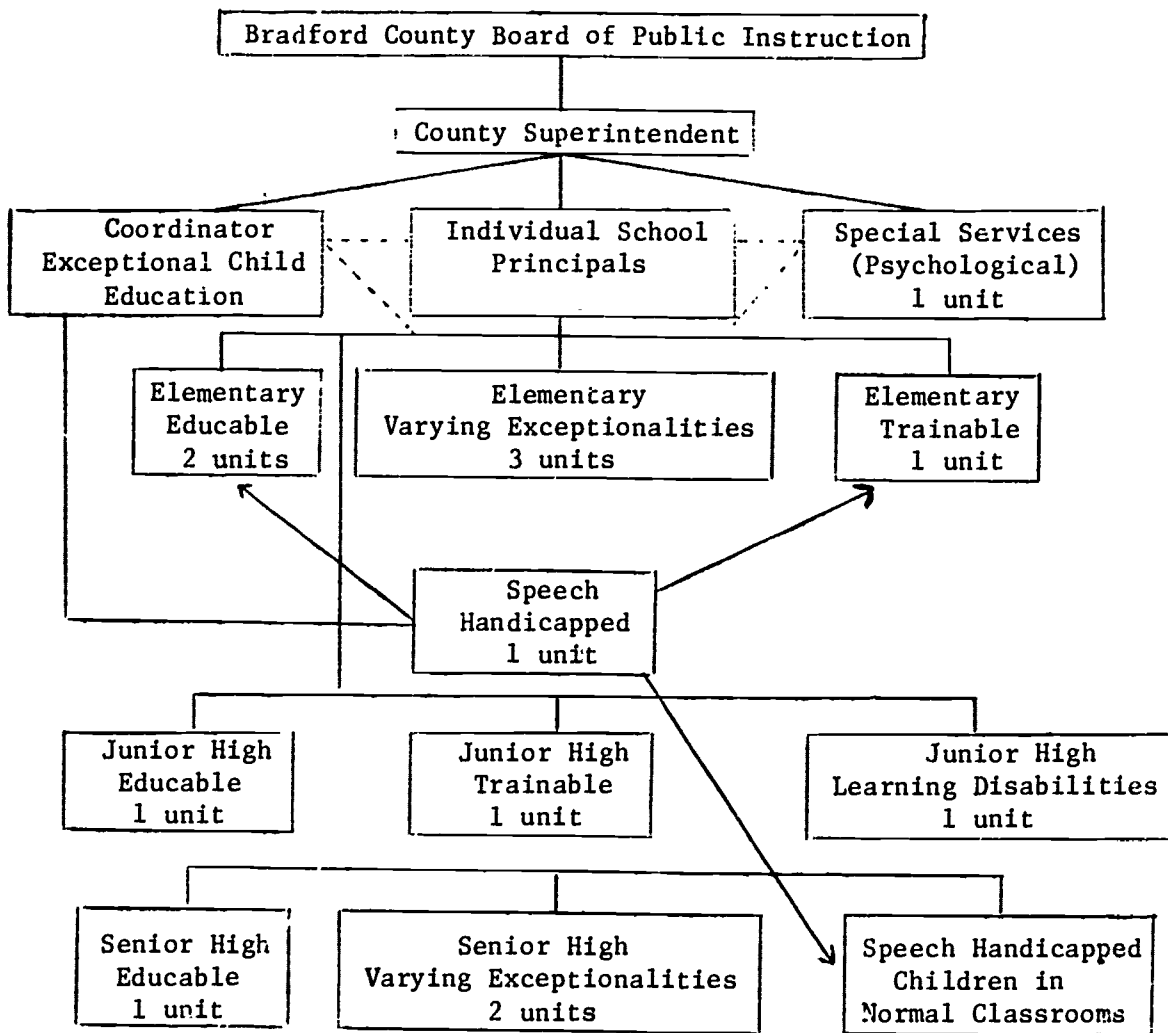 Bradford County Board of Public Instruction
County Superintendent
Coordinator
Exceptional Child
Education
Individual School
Principals
Special Services
(Psychological)
1 unit
Elementary
Educable
2 units
Elementary
Varying Exceptionalities
3 units
Elementary
Trainable
1 unit
Speech
Handicapped
1 unit
Junior High
Educable
1 unit
Junior High
Trainable
1 unit
Junior High
Learning Disabilities
1 unit
Senior High
Educable
1 unit
Senior High
Varying Exceptionalities
2 units
Speech Handicapped
Children in
Normal Classrooms